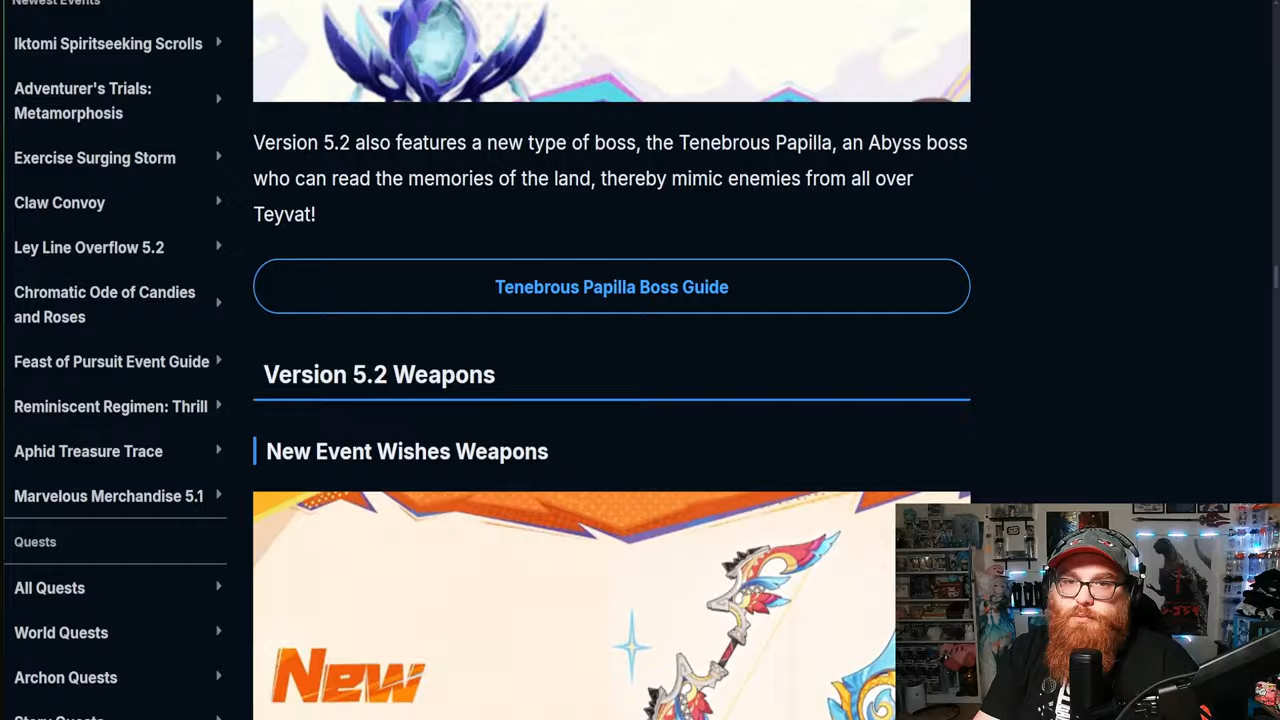 Newest Events
Iktomi Spiritseeking Scrolls
Adventurer's Trials:
Metamorphosis
Exercise Surging Storm
Claw Convoy
Ley Line Overflow 5.2
Chromatic Ode of Candies
and Roses
Feast of Pursuit Event Guide
Reminiscent Regimen: Thrill
Aphid Treasure Trace
Marvelous Merchandise 5.1
Quests
All Quests
World Quests
Archon Quests
Story Quests
Version 5.2 also features a new type of boss, the Tenebrous Papilla, an Abyss boss
who can read the memories of the land, thereby mimic enemies from all over
Teyvat!
Tenebrous Papilla Boss Guide
Version 5.2 Weapons
New Event Wishes Weapons
New